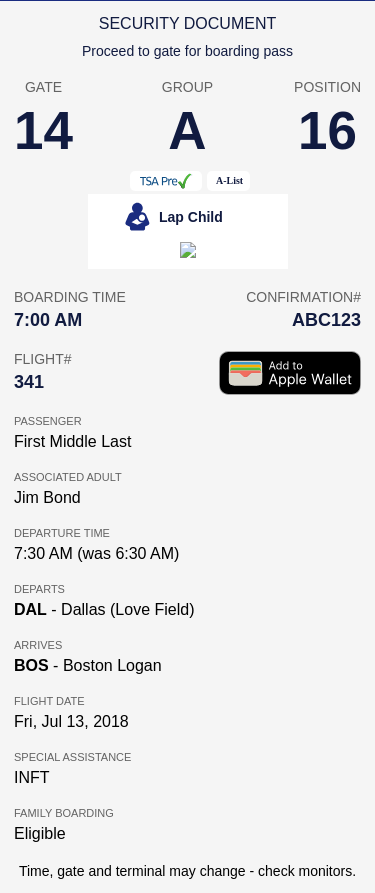 SECURITY DOCUMENT
Proceed to gate for boarding pass
GATE GROUP POSITION
14 A 16
TSA Pre✓ A-List
Lap Child
BOARDING TIME CONFIRMATION#
7:00 AM ABC123
FLIGHT#
341
Add to
Apple Wallet
PASSENGER
First Middle Last
ASSOCIATED ADULT
Jim Bond
DEPARTURE TIME
7:30 AM (was 6:30 AM)
DEPARTS
DAL - Dallas (Love Field)
ARRIVES
BOS - Boston Logan
FLIGHT DATE
Fri, Jul 13, 2018
SPECIAL ASSISTANCE
INFT
FAMILY BOARDING
Eligible
Time, gate and terminal may change - check monitors.